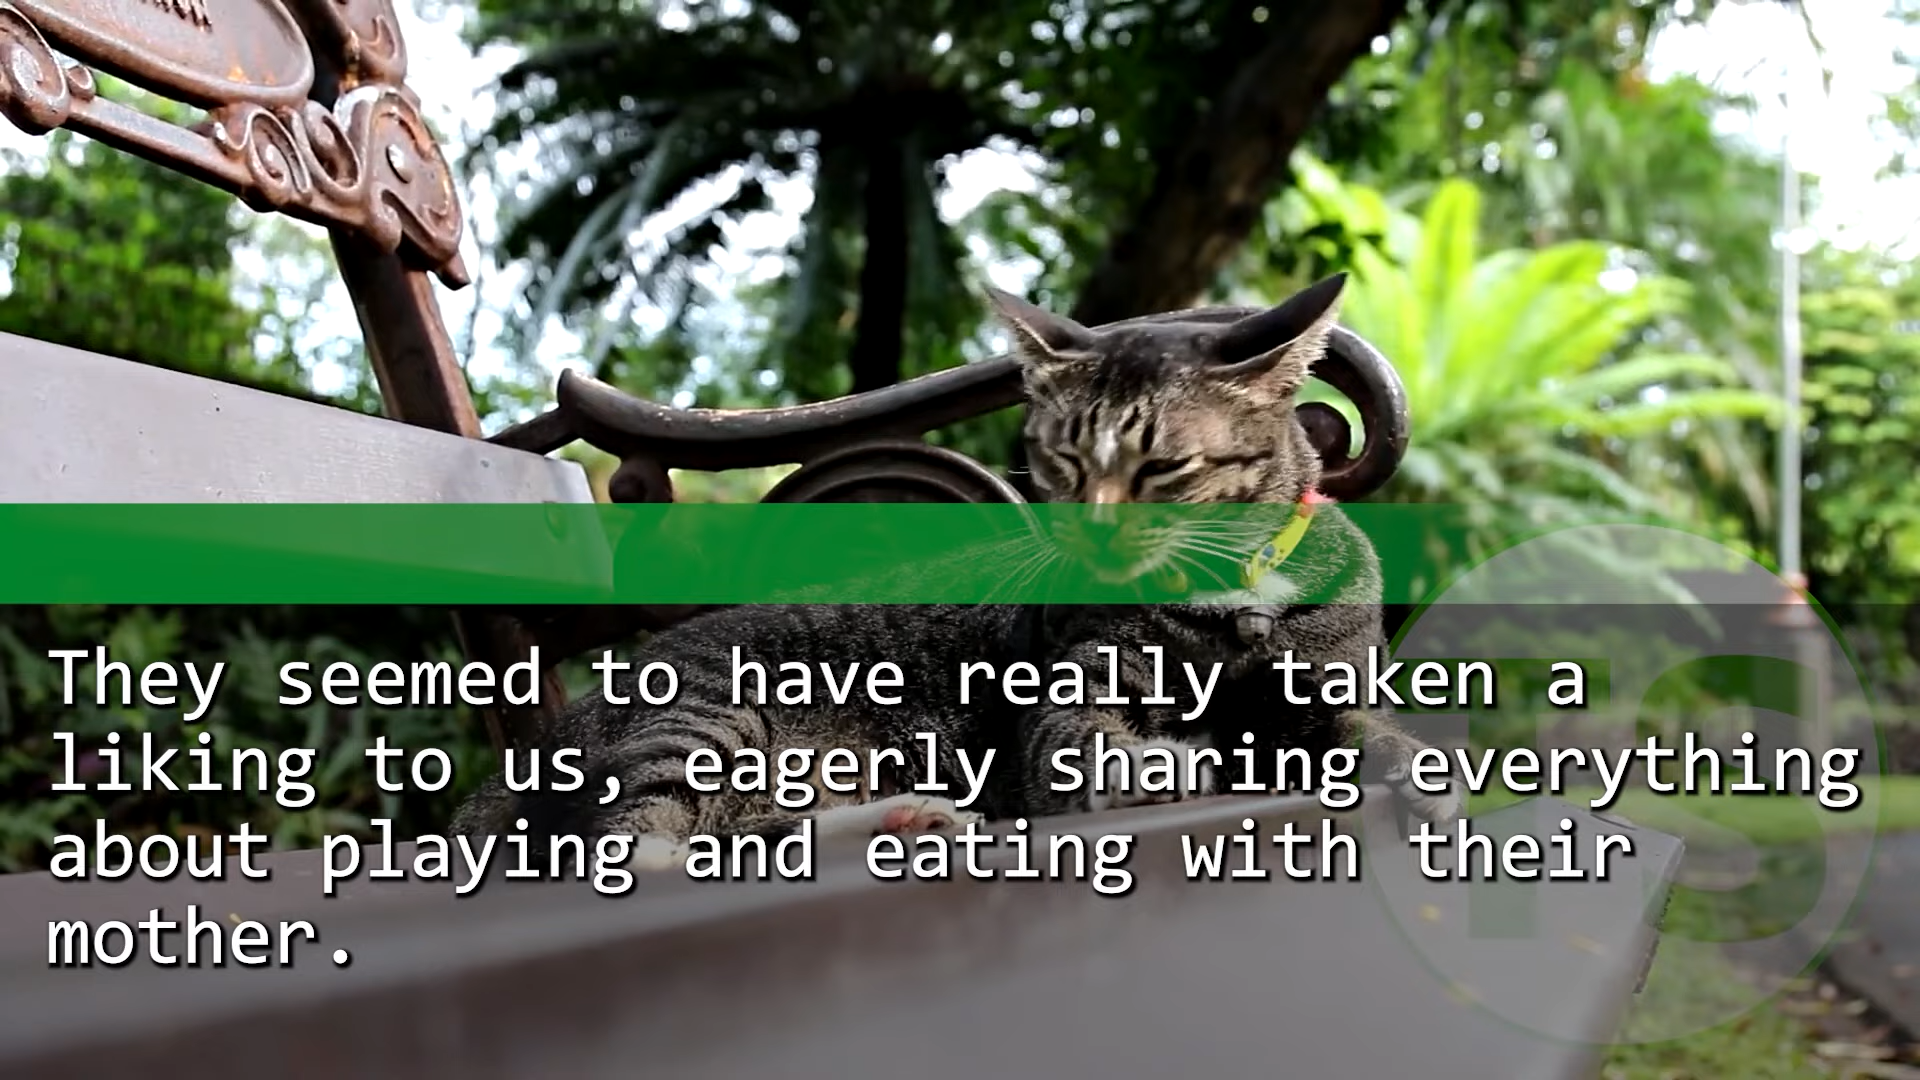 They seemed to have really taken a
liking to us, eagerly sharing everything
about playing and eating with their
mother.
TS